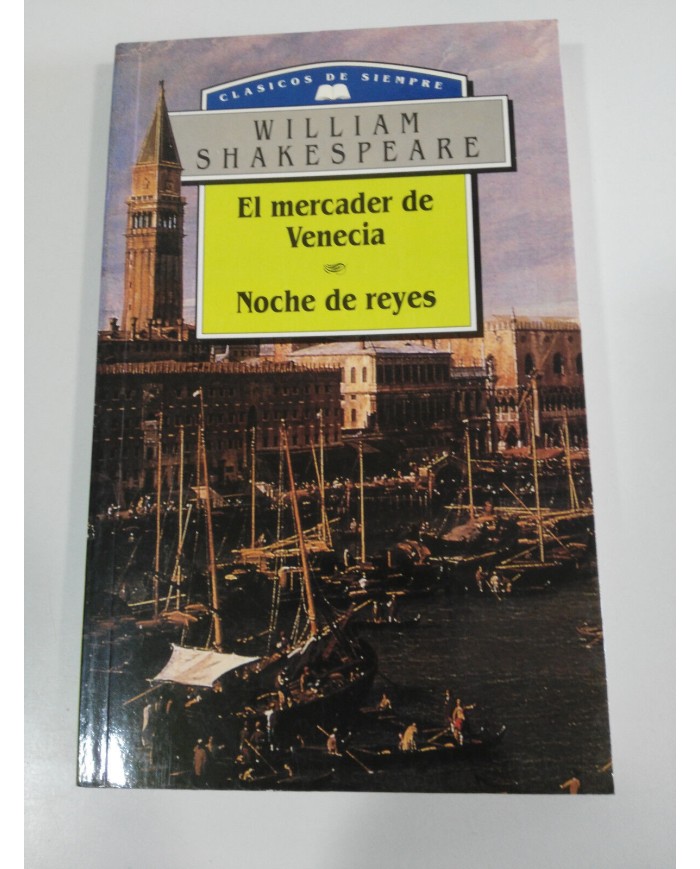 CLASICOS DE SIEMPRE
WILLIAM
SHAKESPEARE
El mercader de
Venecia
Noche de reyes